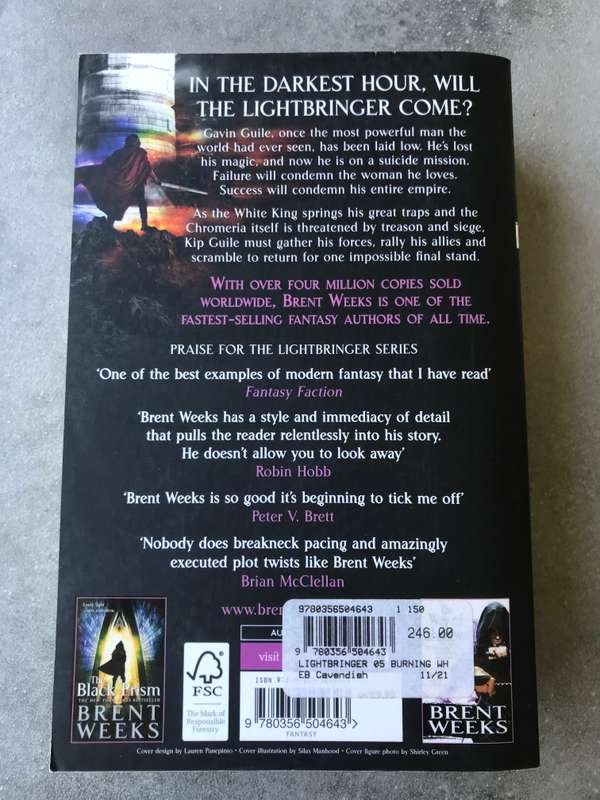 IN THE DARKEST HOUR, WILL
THE LIGHTBRINGER COME?
Gavin Guile, once the most powerful man the
world had ever seen, has been laid low. He's lost
his magic, and now he is on a suicide mission.
Failure will condemn the woman he loves.
Success will condemn his entire empire.
As the White King springs his great traps and the
Chromeria itself is threatened by treason and siege,
Kip Guile must gather his forces, rally his allies and
scramble to return for one impossible final stand.
WITH OVER FOUR MILLION COPIES SOLD
WORLDWIDE, BRENT WEEKS IS ONE OF THE
FASTEST-SELLING FANTASY AUTHORS OF ALL TIME.
PRAISE FOR THE LIGHTBRINGER SERIES
'One of the best examples of modern fantasy that I have read'
Fantasy Faction
'Brent Weeks has a style and immediacy of detail
that pulls the reader relentlessly into his story.
He doesn't allow you to look away'
Robin Hobb
'Brent Weeks is so good it's beginning to tick me off'
Peter V. Brett
'Nobody does breakneck pacing and amazingly
executed plot twists like Brent Weeks'
Brian McClellan
www.bren
AU
visit
9780356504643 1 150
246.00
9 780356 504643
LIGHTBRINGER 05 BURNING WH
EB Cavendish 11/21
The
Black Prism
BRENT
WEEKS
FSC
The Mark of
Responsible
Forestry
ISBN 97
9 780356 504643
FANTASY
BRENT
WEEKS
Cover design by Lauren Panepinto • Cover illustration by Silas Manhood • Cover figure photo by Shirley Green